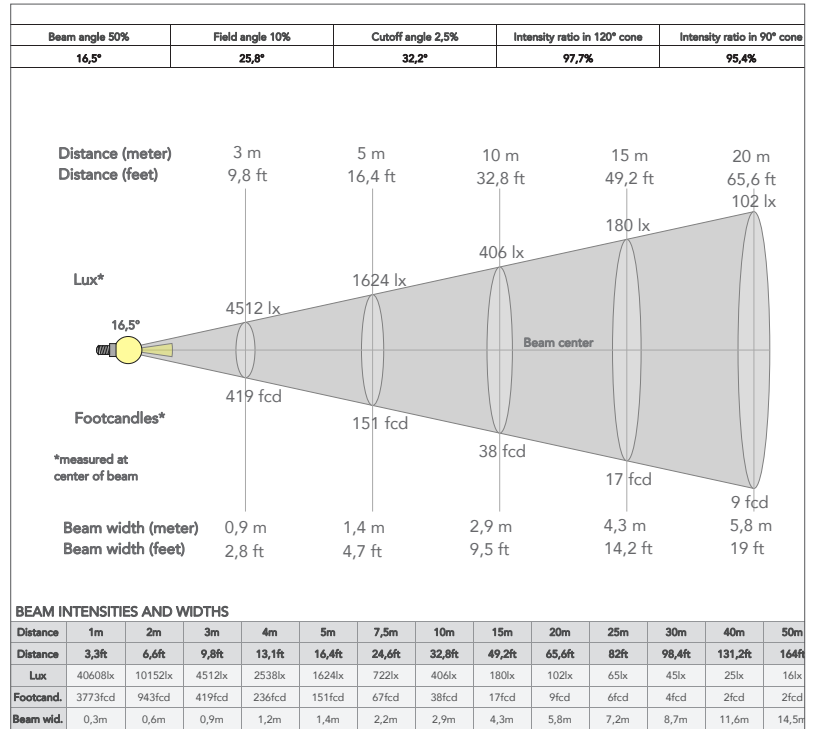 Beam angle 50% Field angle 10% Cutoff angle 2,5% Intensity ratio in 120° cone Intensity ratio in 90° cone
16,5° 25,8° 32,2° 97,7% 95,4%
Distance (meter) 3 m 5 m 10 m 15 m 20 m
Distance (feet) 9,8 ft 16,4 ft 32,8 ft 49,2 ft 65,6 ft
102 lx
180 lx
406 lx
Lux* 1624 lx
4512 lx
16,5°
Beam center
419 fcd
Footcandles* 151 fcd
38 fcd
*measured at
center of beam
17 fcd
9 fcd
Beam width (meter) 0,9 m 1,4 m 2,9 m 4,3 m 5,8 m
Beam width (feet) 2,8 ft 4,7 ft 9,5 ft 14,2 ft 19 ft
BEAM INTENSITIES AND WIDTHS
Distance 1m 2m 3m 4m 5m 7,5m 10m 15m 20m 25m 30m 40m 50m
Distance 3,3ft 6,6ft 9,8ft 13,1ft 16,4ft 24,6ft 32,8ft 49,2ft 65,6ft 82ft 98,4ft 131,2ft 164ft
Lux 40608lx 10152lx 4512lx 2538lx 1624lx 722lx 406lx 180lx 102lx 65lx 45lx 25lx 16lx
Footcand. 3773fcd 943fcd 419fcd 236fcd 151fcd 67fcd 38fcd 17fcd 9fcd 6fcd 4fcd 2fcd 2fcd
Beam wid. 0,3m 0,6m 0,9m 1,2m 1,4m 2,2m 2,9m 4,3m 5,8m 7,2m 8,7m 11,6m 14,5m